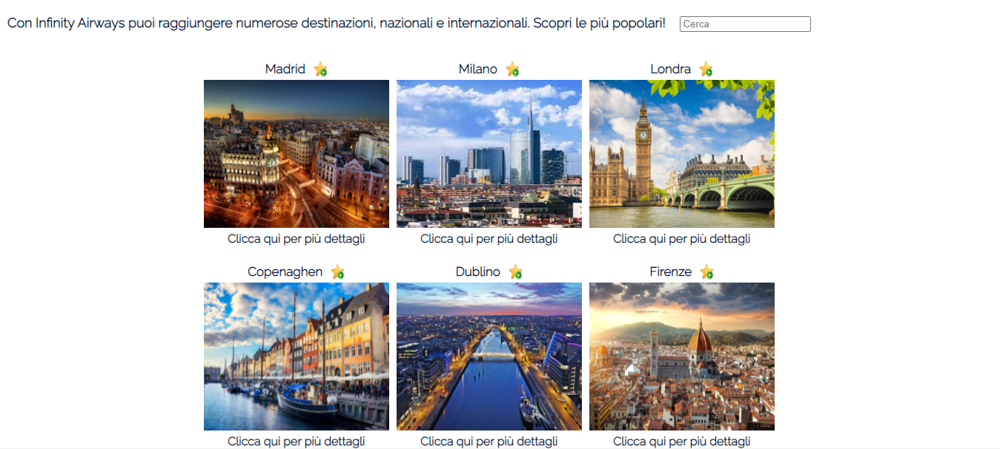 Con Infinity Airways puoi raggiungere numerose destinazioni, nazionali e internazionali. Scopri le più popolari!
Cerca
Madrid
Milano
Londra
Clicca qui per più dettagli
Clicca qui per più dettagli
Clicca qui per più dettagli
Copenaghen
Dublino
Firenze
Clicca qui per più dettagli
Clicca qui per più dettagli
Clicca qui per più dettagli